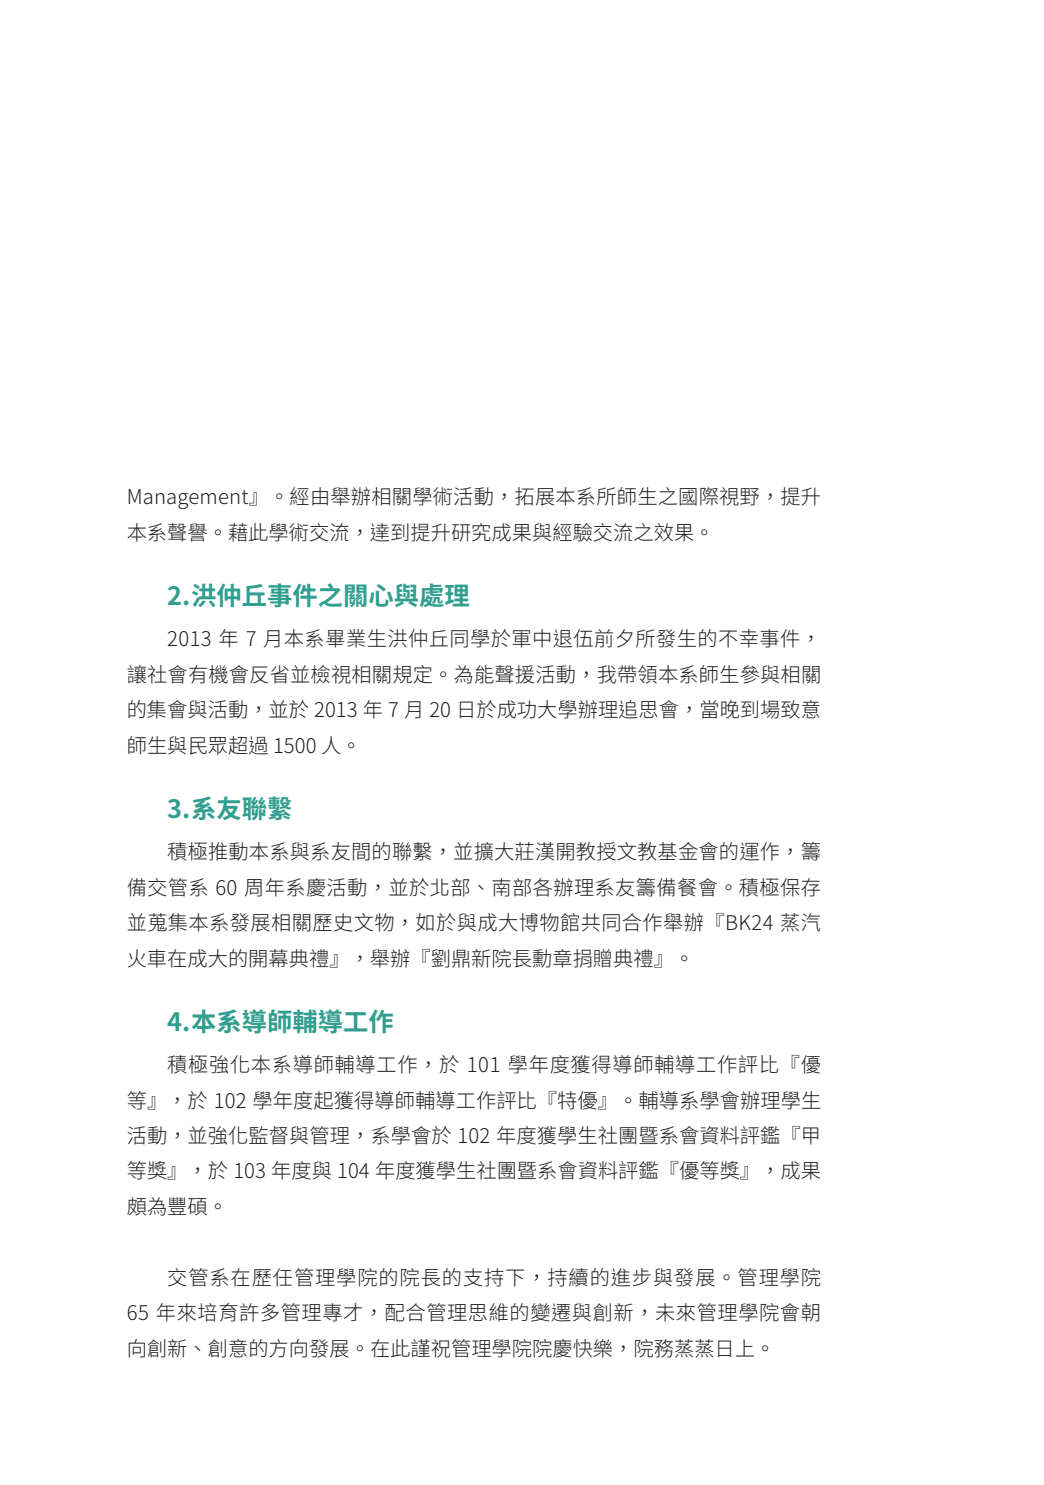 Management』。經由舉辦相關學術活動，拓展本系所師生之國際視野，提升
本系聲譽。藉此學術交流，達到提升研究成果與經驗交流之效果。
2.洪仲丘事件之關心與處理
2013 年 7 月本系畢業生洪仲丘同學於軍中退伍前夕所發生的不幸事件，
讓社會有機會反省並檢視相關規定。為能聲援活動，我帶領本系師生參與相關
的集會與活動，並於 2013 年 7 月 20 日於成功大學辦理追思會，當晚到場致意
師生與民眾超過 1500 人。
3.系友聯繫
積極推動本系與系友間的聯繫，並擴大莊漢開教授文教基金會的運作，籌
備交管系 60 周年系慶活動，並於北部、南部各辦理系友籌備餐會。積極保存
並蒐集本系發展相關歷史文物，如於與成大博物館共同合作舉辦『BK24 蒸汽
火車在成大的開幕典禮』，舉辦『劉鼎新院長勳章捐贈典禮』。
4.本系導師輔導工作
積極強化本系導師輔導工作，於 101 學年度獲得導師輔導工作評比『優
等』，於 102 學年度起獲得導師輔導工作評比『特優』。輔導系學會辦理學生
活動，並強化監督與管理，系學會於 102 年度獲學生社團暨系會資料評鑑『甲
等獎』，於 103 年度與 104 年度獲學生社團暨系會資料評鑑『優等獎』，成果
頗為豐碩。
交管系在歷任管理學院的院長的支持下，持續的進步與發展。管理學院
65 年來培育許多管理專才，配合管理思維的變遷與創新，未來管理學院會朝
向創新、創意的方向發展。在此謹祝管理學院院慶快樂，院務蒸蒸日上。